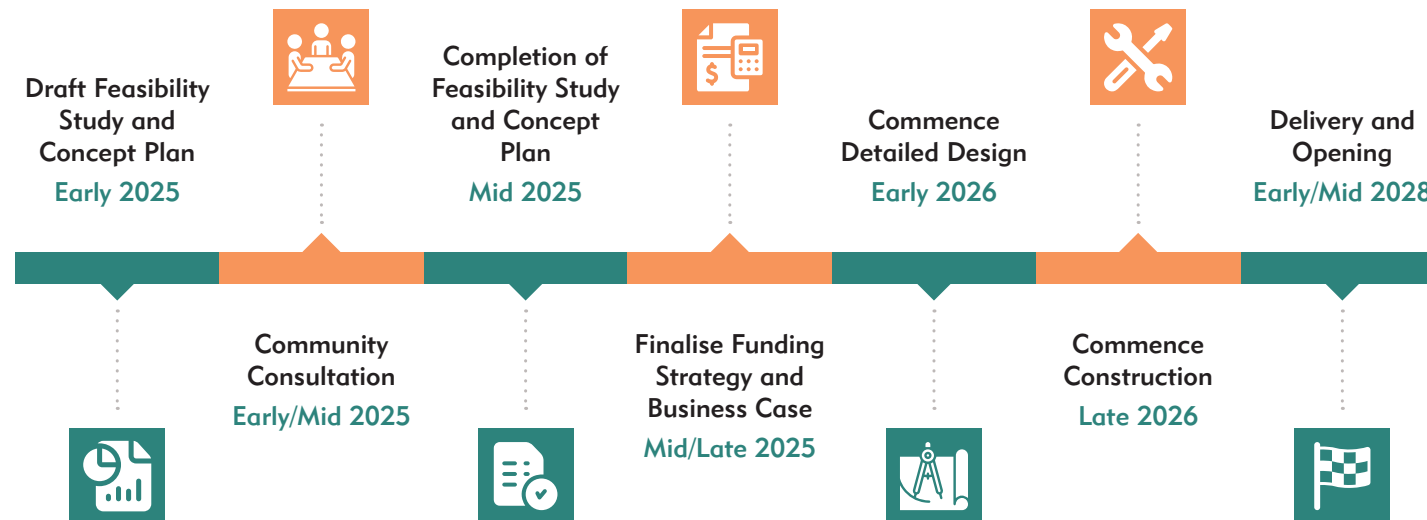 Draft Feasibility
Study and
Concept Plan
Early 2025
Community
Consultation
Early/Mid 2025
Completion of
Feasibility Study
and Concept
Plan
Mid 2025
$
Finalise Funding
Strategy and
Business Case
Mid/Late 2025
Commence
Detailed Design
Early 2026
Commence
Construction
Late 2026
Delivery and
Opening
Early/Mid 2028